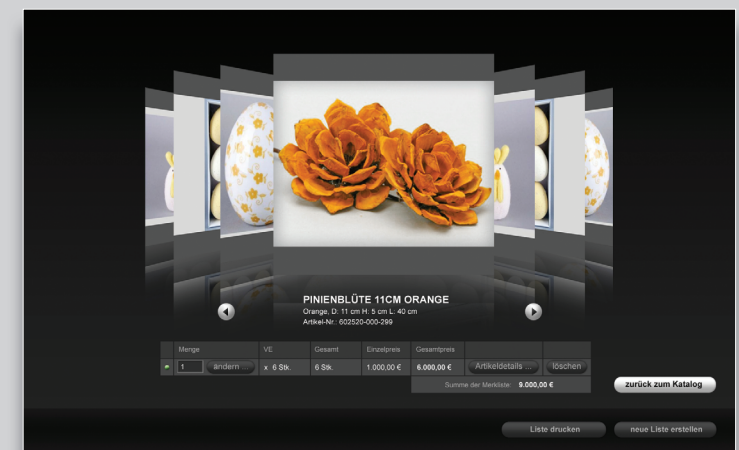 PINIENBLÜTE 11CM ORANGE
Orange, D: 11 cm H: 5 cm L: 40 cm
Artikel-Nr.: 602520-000-299
Menge VE Gesamt Einzelpreis Gesamtpreis
1 ändern ... x 6 Stk. 6 Stk. 1.000,00 € 6.000,00 € Artikeldetails ... löschen
Summe der Merkliste: 9.000,00 €
zurück zum Katalog
Liste drucken neue Liste erstellen